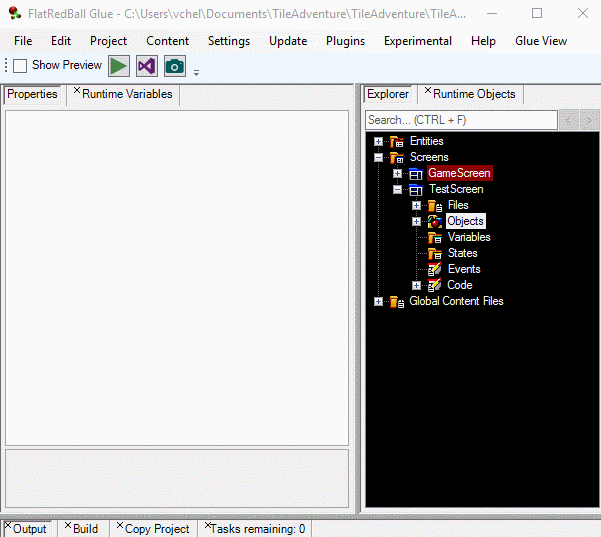 FlatRedBall Glue - C:\Users\vchel\Documents\TileAdventure\TileAdventure\TileA...
File Edit Project Content Settings Update Plugins Experimental Help Glue View
Show Preview
Properties Runtime Variables
Explorer Runtime Objects
Search... (CTRL + F)
< >
Entities
Screens
GameScreen
TestScreen
Files
Objects
Variables
States
Events
Code
Global Content Files
Output Build Copy Project Tasks remaining: 0